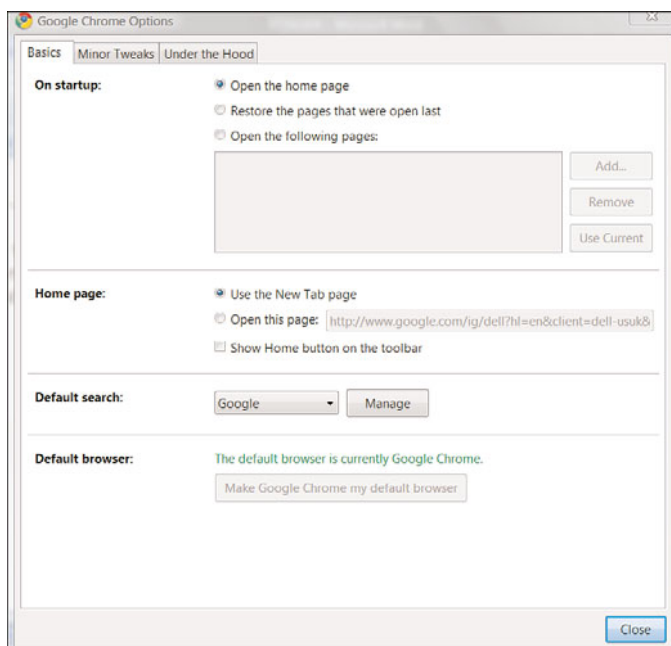 Google Chrome Options
Basics Minor Tweaks Under the Hood
On startup: Open the home page
Restore the pages that were open last
Open the following pages:
Add...
Remove
Use Current
Home page: Use the New Tab page
Open this page: http://www.google.com/ig/dell?hl=en&client=dell-usuk&
Show Home button on the toolbar
Default search: Google Manage
Default browser: The default browser is currently Google Chrome.
Make Google Chrome my default browser
Close